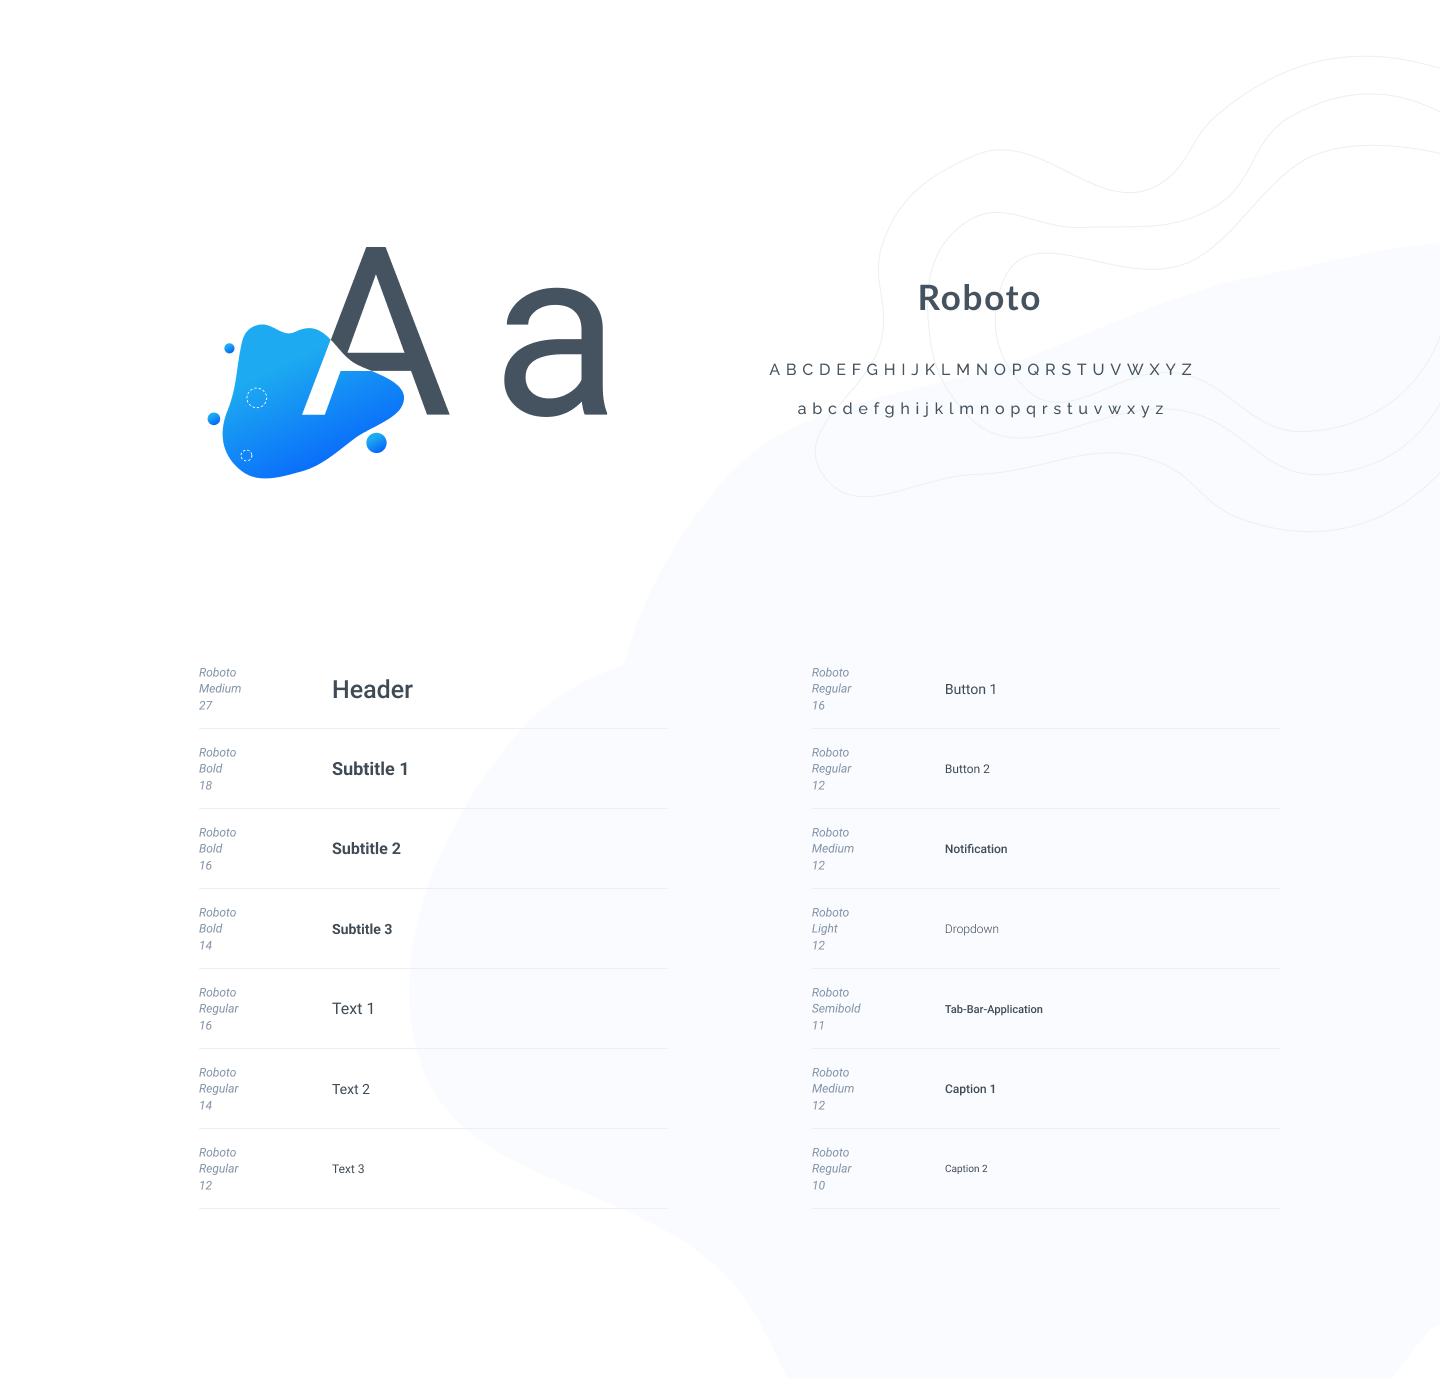 A a
Roboto
A B C D E F G H I J K L M N O P Q R S T U V W X Y Z
a b c d e f g h i j k l m n o p q r s t u v w x y z
Roboto
Medium
27
Header
Roboto
Bold
18
Subtitle 1
Roboto
Bold
16
Subtitle 2
Roboto
Bold
14
Subtitle 3
Roboto
Regular
16
Text 1
Roboto
Regular
14
Text 2
Roboto
Regular
12
Text 3
Roboto
Regular
16
Button 1
Roboto
Regular
12
Button 2
Roboto
Medium
12
Notification
Roboto
Light
12
Dropdown
Roboto
Semibold
11
Tab-Bar-Application
Roboto
Medium
12
Caption 1
Roboto
Regular
10
Caption 2